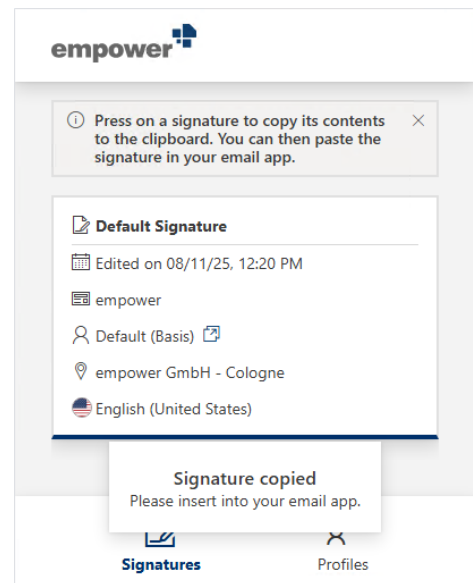 empower
Press on a signature to copy its contents
to the clipboard. You can then paste the
signature in your email app.
Default Signature
Edited on 08/11/25, 12:20 PM
empower
Default (Basis)
empower GmbH - Cologne
English (United States)
Signature copied
Please insert into your email app.
Signatures
Profiles